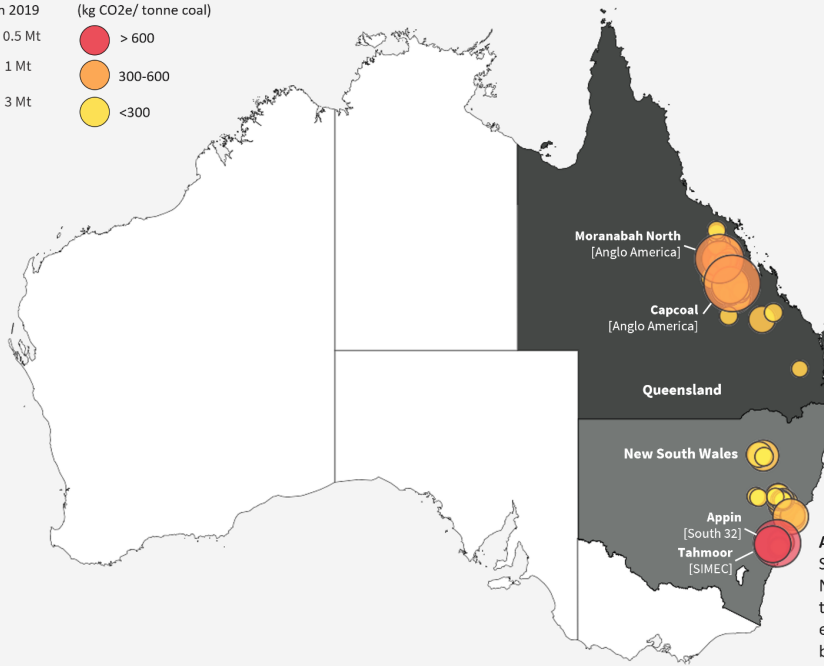 n 2019
(kg CO2e/ tonne coal)
0.5 Mt
> 600
1 Mt
300-600
3 Mt
<300
Moranabah North
[Anglo America]
Capcoal
[Anglo America]
Queensland
New South Wales
Appin
[South 32]
Tahmoor
[SIMEC]
A
S
N
t
e
b